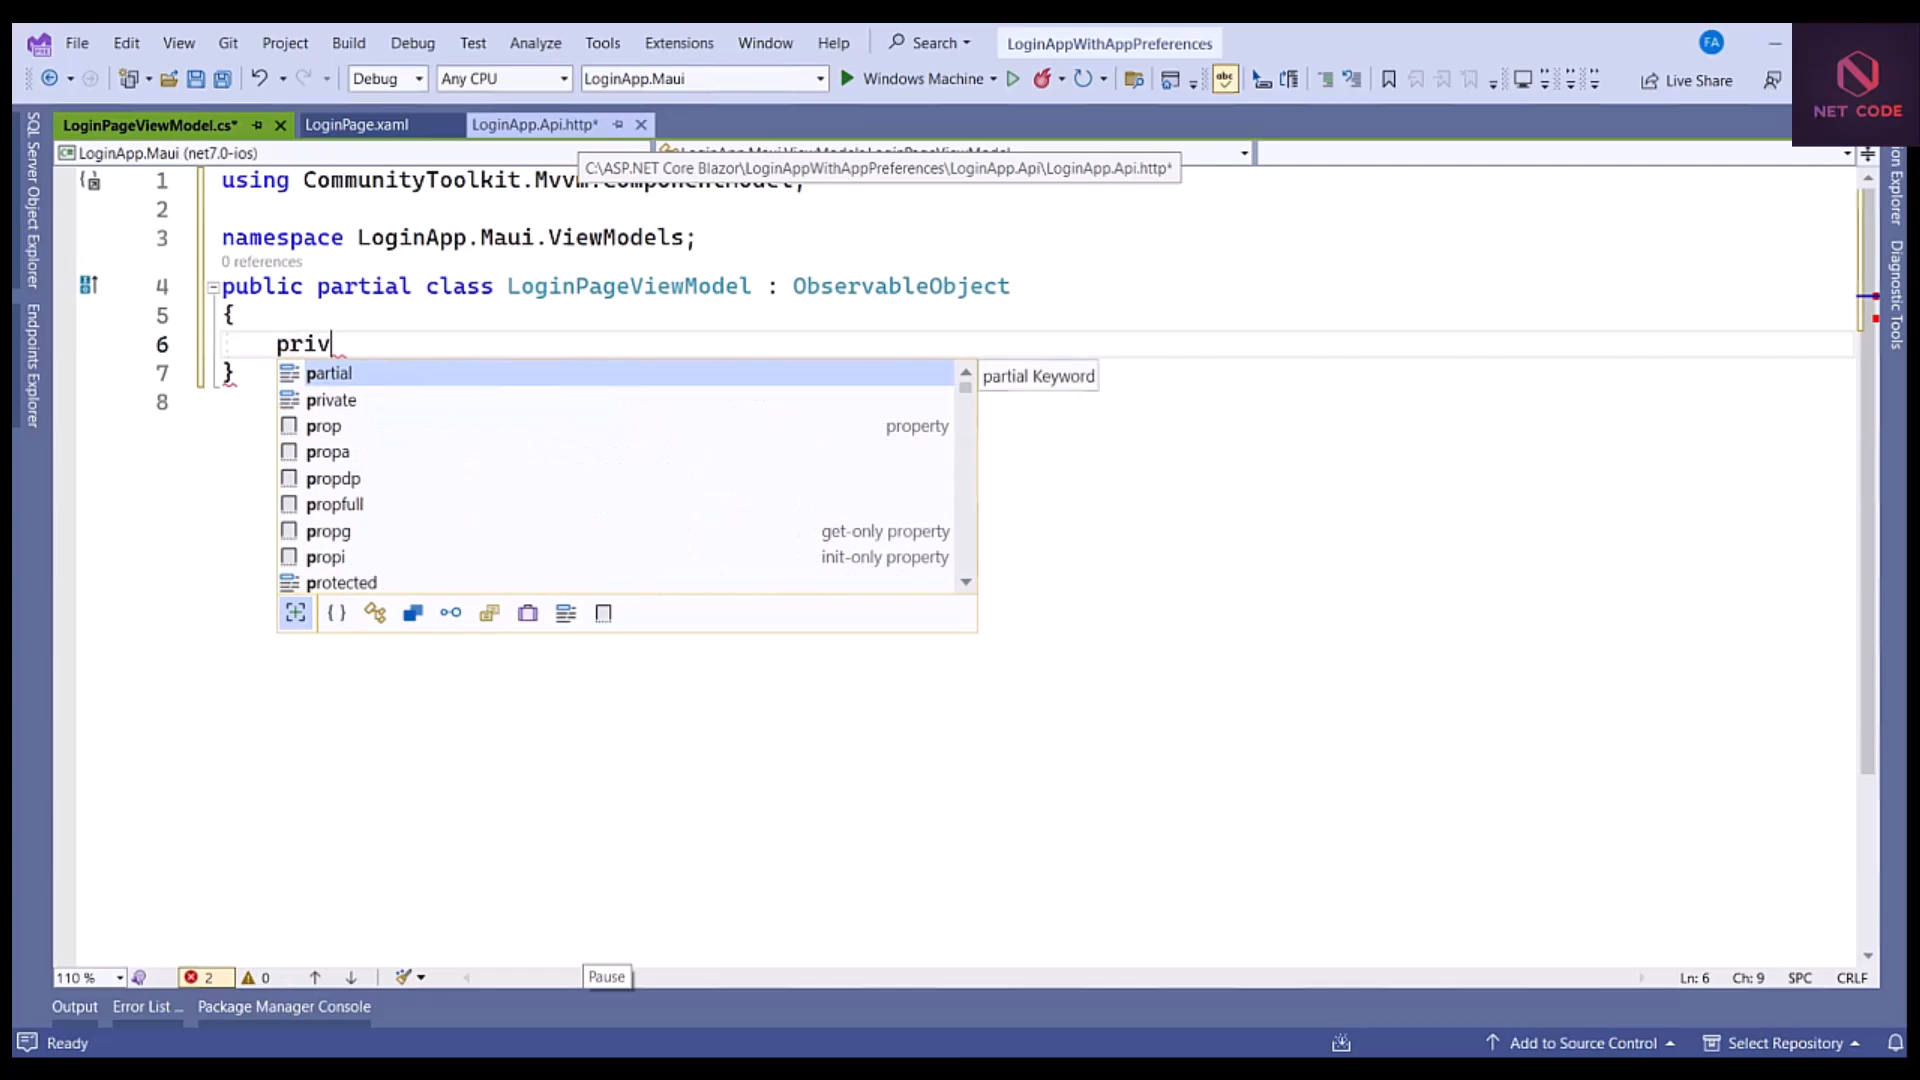 File Edit View Git Project Build Debug Test Analyze Tools Extensions Window Help Search LoginAppWithAppPreferences FA
Debug Any CPU LoginApp.Maui Windows Machine abc Live Share
NET CODE
LoginPageViewModel.cs* LoginPage.xaml LoginApp.Api.http*
LoginApp.Maui (net7.0-ios)
C:\ASP.NET Core Blazor\LoginAppWithAppPreferences\LoginApp.Api\LoginApp.Api.http*
SQL Server Object Explorer
Endpoints Explorer
Explorer
Diagnostic Tools
1 using CommunityToolkit.Mvvm.ComponentModel;
2
3 namespace LoginApp.Maui.ViewModels;
0 references
4 public partial class LoginPageViewModel : ObservableObject
5 {
6 priv
7 }
8
partial
private
prop property
propa
propdp
propfull
propg get-only property
propi init-only property
protected
partial Keyword
110 % 2 0 Pause Ln: 6 Ch: 9 SPC CRLF
Output Error List ... Package Manager Console
Ready Add to Source Control Select Repository